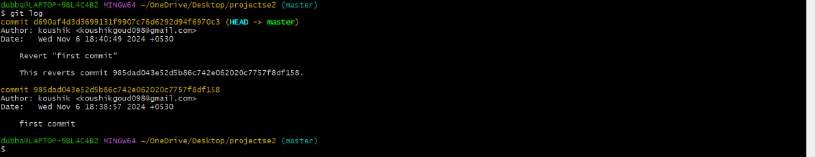 dubba@LAPTOP-98L4C4B2 MINGW64 ~/OneDrive/Desktop/projectse2 (master)
$ git log
commit d690af4d3d3699131f9907c76d6292d94f6970c3 (HEAD -> master)
Author: koushik <koushikgoud098@gmail.com>
Date:   Wed Nov 6 18:40:49 2024 +0530
Revert "first commit"
This reverts commit 985dad043e52d5b86c742e062020c7757f8df158.
commit 985dad043e52d5b86c742e062020c7757f8df158
Author: koushik <koushikgoud098@gmail.com>
Date:   Wed Nov 6 18:38:57 2024 +0530
first commit
dubba@LAPTOP-98L4C4B2 MINGW64 ~/OneDrive/Desktop/projectse2 (master)
$